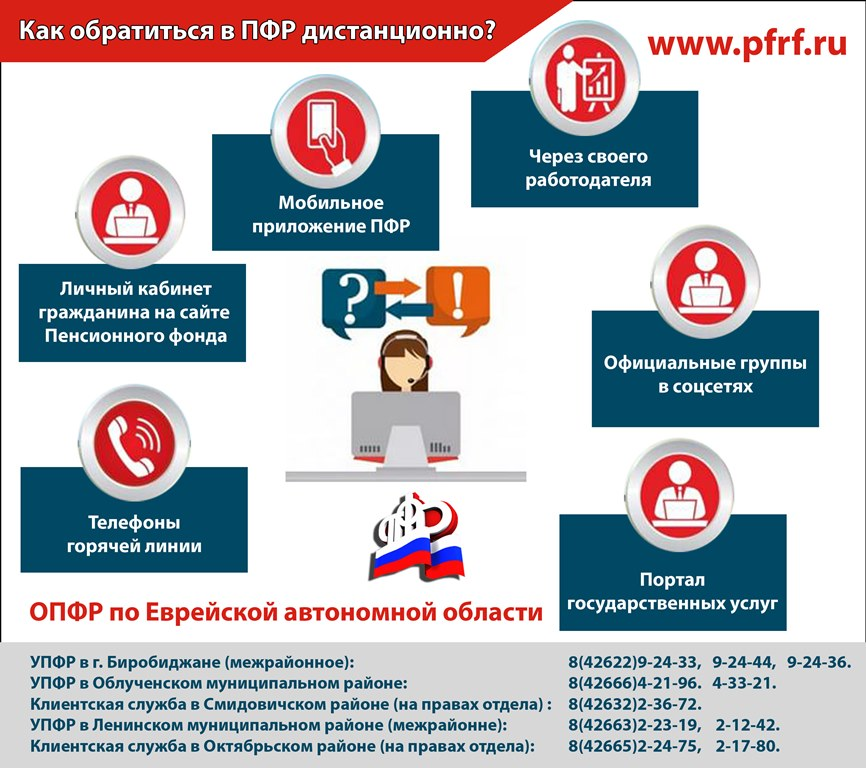 Как обратиться в ПФР дистанционно?
www.pfrf.ru
Через своего
работодателя
Мобильное
приложение ПФР
Личный кабинет
гражданина на сайте
Пенсионного фонда
?
!
Официальные группы
в соцсетях
Телефоны
горячей линии
ПФР
Портал
государственных услуг
ОПФР по Еврейской автономной области
УПФР в г. Биробиджане (межрайонное): 8(42622)9-24-33, 9-24-44, 9-24-36.
УПФР в Облученском муниципальном районе: 8(42666)4-21-96. 4-33-21.
Клиентская служба в Смидовичском районе (на правах отдела) : 8(42632)2-36-72.
УПФР в Ленинском муниципальном районе (межрайонне): 8(42663)2-23-19, 2-12-42.
Клиентская служба в Октябрьском районе (на правах отдела): 8(42665)2-24-75, 2-17-80.